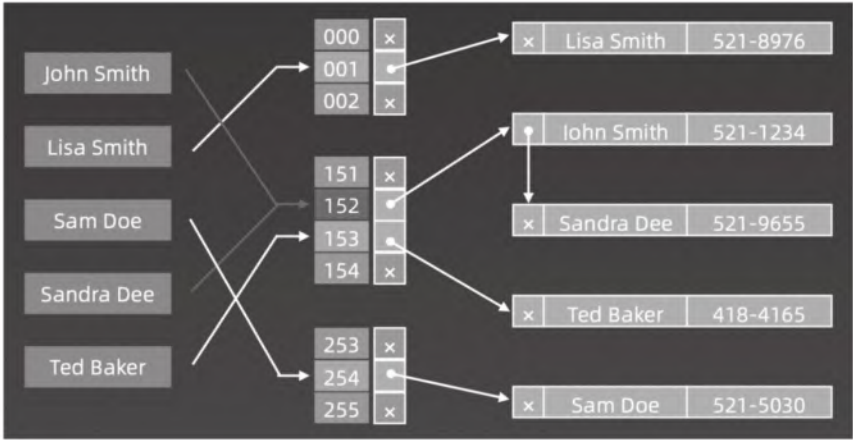 John Smith
Lisa Smith
Sam Doe
Sandra Dee
Ted Baker
000 ×
001
002 ×
151 ×
152
153
154 ×
253 ×
254
255 ×
× Lisa Smith 521-8976
Iohn Smith 521-1234
× Sandra Dee 521-9655
× Ted Baker 418-4165
× Sam Doe 521-5030